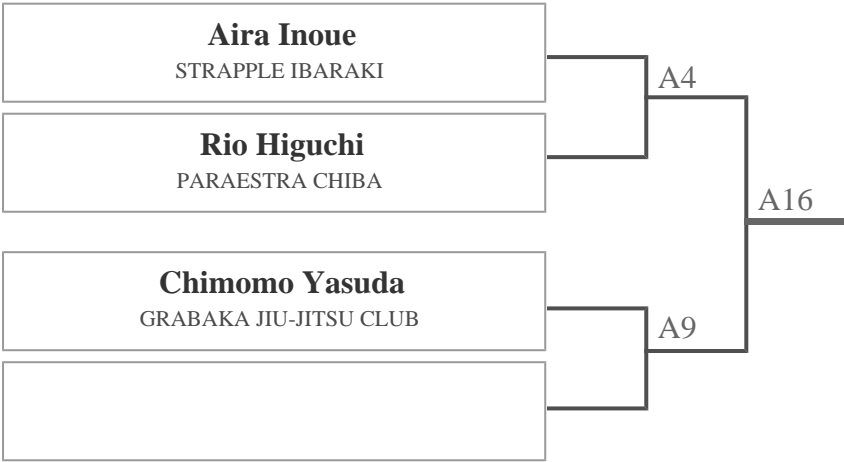 Aira Inoue
STRAPPLE IBARAKI
A4
Rio Higuchi
PARAESTRA CHIBA
A16
Chimomo Yasuda
GRABAKA JIU-JITSU CLUB
A9